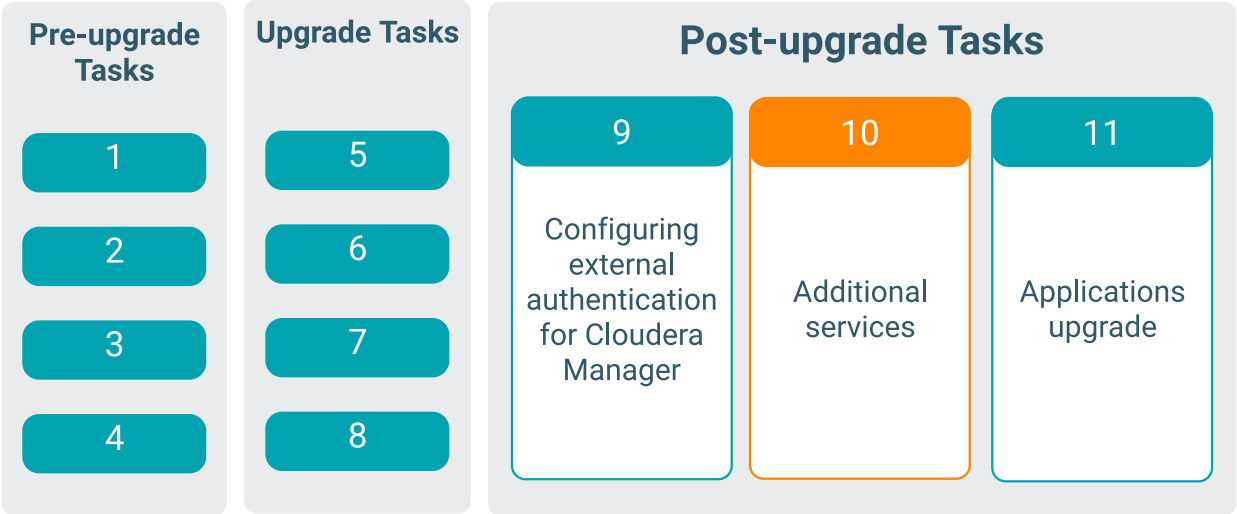 Pre-upgrade
Tasks
1
2
3
4
Upgrade Tasks
5
6
7
8
Post-upgrade Tasks
9
Configuring
external
authentication
for Cloudera
Manager
10
Additional
services
11
Applications
upgrade